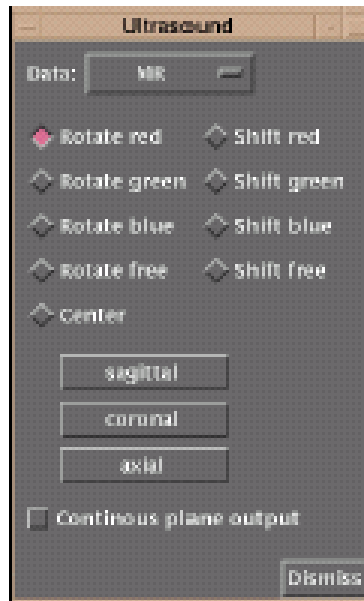 Ultrasound
Data: MR
Rotate red Shift red
Rotate green Shift green
Rotate blue Shift blue
Rotate free Shift free
Center
sagittal
coronal
axial
Continous plane output
Dismiss